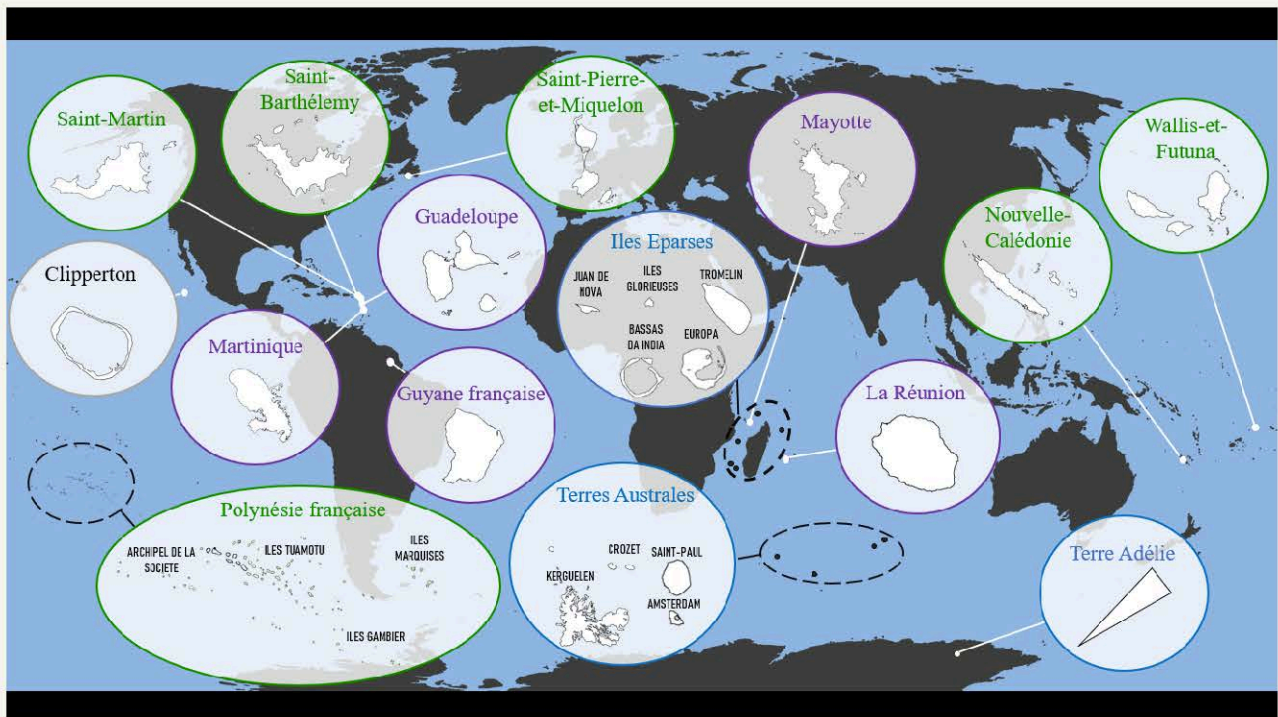 Saint-Martin
Saint-
Barthélemy
Saint-Pierre-
et-Miquelon
Mayotte
Wallis-et-
Futuna
Guadeloupe
Nouvelle-
Calédonie
Iles Eparses
JUAN DE
NOVA
ILES
GLORIEUSES
TROMELIN
BASSAS
DA INDIA
EUROPA
Clipperton
Martinique
Guyane française
La Réunion
Polynésie française
ARCHIPEL DE LA
SOCIETE
ILES TUAMOTU
ILES
MARQUISES
ILES GAMBIER
Terres Australes
CROZET
SAINT-PAUL
KERGUELEN
AMSTERDAM
Terre Adélie